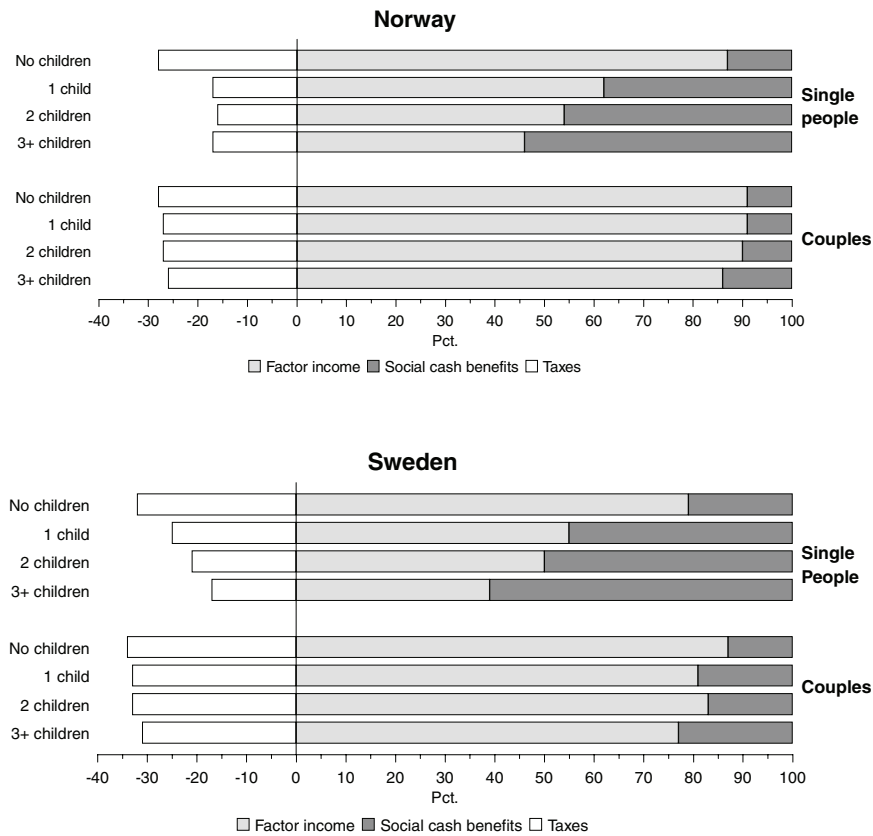 Norway
No children
1 child
2 children
3+ children
Single
people
No children
1 child
2 children
3+ children
Couples
-40 -30 -20 -10 0 10 20 30 40 50 60 70 80 90 100
Pct.
Factor income Social cash benefits Taxes
Sweden
No children
1 child
2 children
3+ children
Single
People
No children
1 child
2 children
3+ children
Couples
-40 -30 -20 -10 0 10 20 30 40 50 60 70 80 90 100
Pct.
Factor income Social cash benefits Taxes